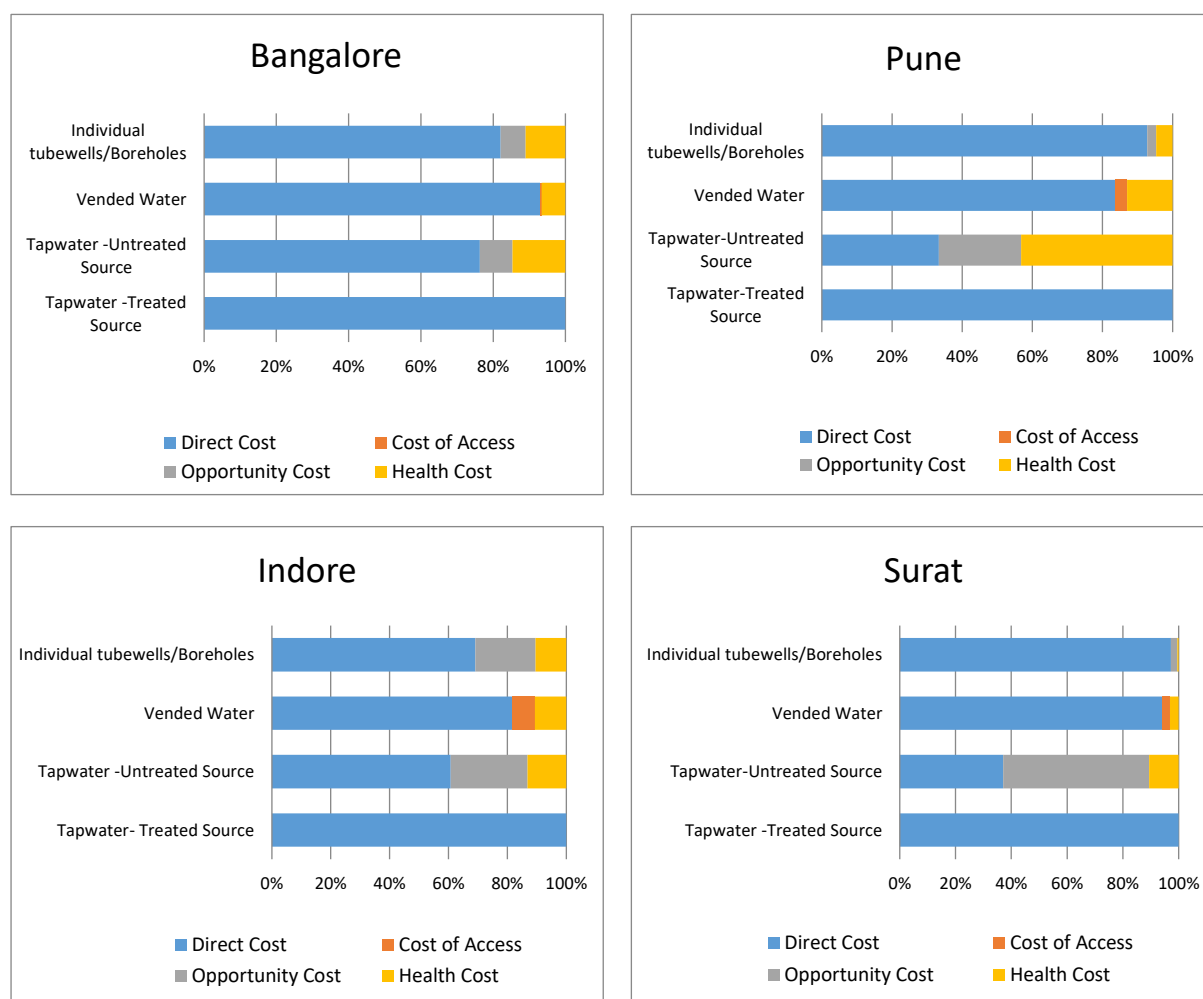 Bangalore
Individual
tubewells/Boreholes
Vended Water
Tapwater -Untreated
Source
Tapwater -Treated
Source
0% 20% 40% 60% 80% 100%
Direct Cost Cost of Access
Opportunity Cost Health Cost
Pune
Individual
tubewells/Boreholes
Vended Water
Tapwater-Untreated
Source
Tapwater-Treated
Source
0% 20% 40% 60% 80% 100%
Direct Cost Cost of Access
Opportunity Cost Health Cost
Indore
Individual tubewells/Boreholes
Vended Water
Tapwater -Untreated Source
Tapwater- Treated Source
0% 20% 40% 60% 80% 100%
Direct Cost Cost of Access
Opportunity Cost Health Cost
Surat
Individual tubewells/Boreholes
Vended Water
Tapwater-Untreated Source
Tapwater -Treated Source
0% 20% 40% 60% 80% 100%
Direct Cost Cost of Access
Opportunity Cost Health Cost